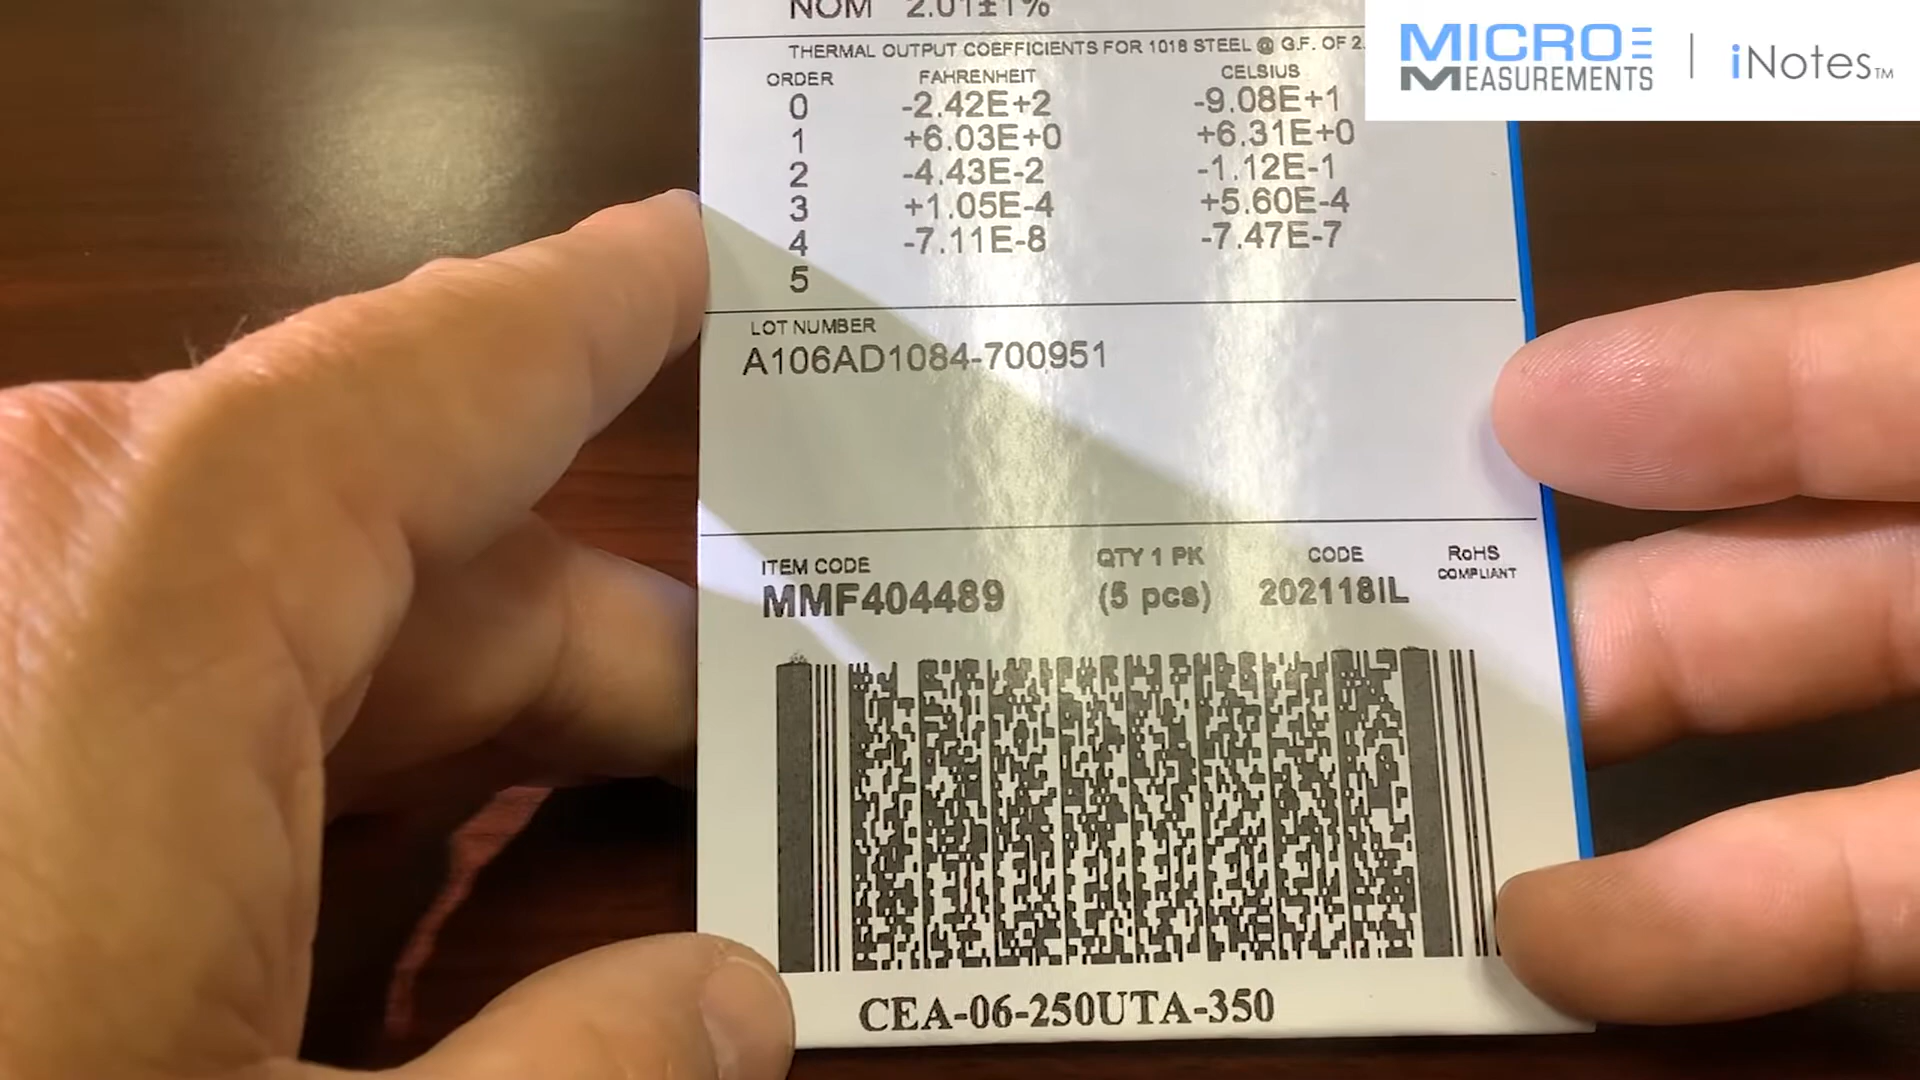 NOM 2.01±1%
THERMAL OUTPUT COEFFICIENTS FOR 1018 STEEL @ G.F. OF 2.
ORDER FAHRENHEIT CELSIUS
0 -2.42E+2 -9.08E+1
1 +6.03E+0 +6.31E+0
2 -4.43E-2 -1.12E-1
3 +1.05E-4 +5.60E-4
4 -7.11E-8 -7.47E-7
5
LOT NUMBER
A106AD1084-700951
ITEM CODE QTY 1 PK CODE RoHS
COMPLIANT
MMF404489 (5 pcs) 202118IL
CEA-06-250UTA-350
MICRO
MEASUREMENTS | iNotes™